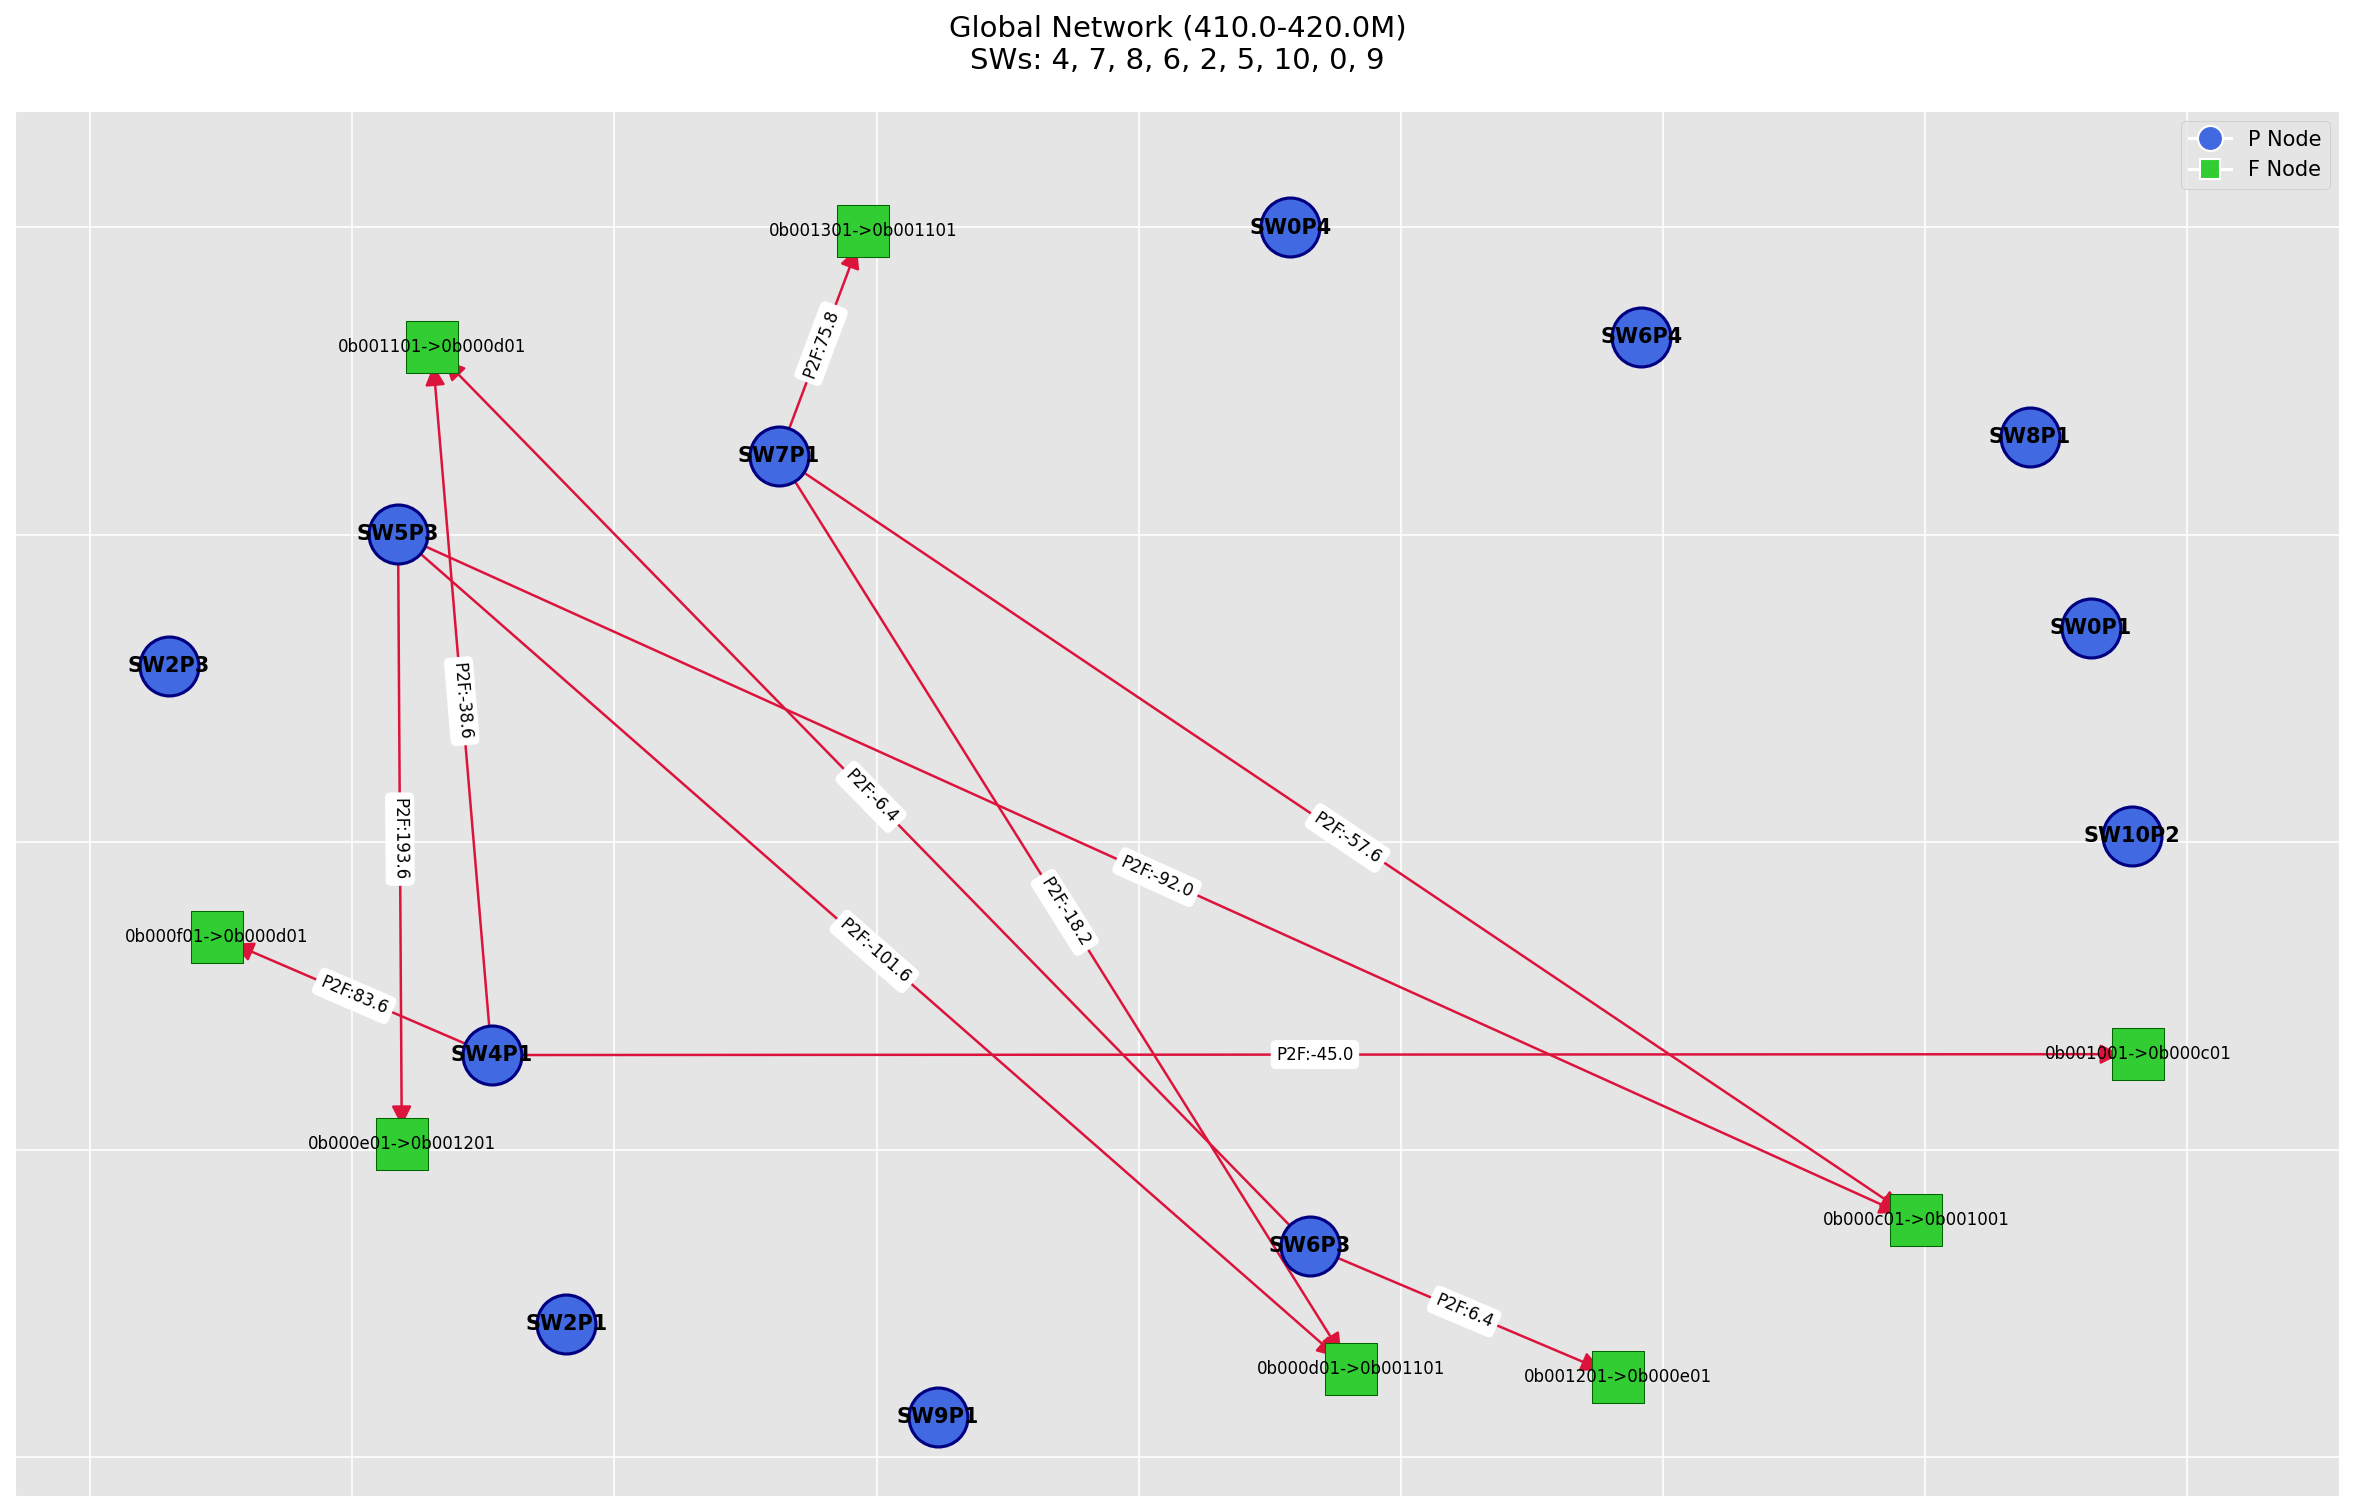 Global Network (410.0-420.0M)
SWs: 4, 7, 8, 6, 2, 5, 10, 0, 9
P Node
F Node
0b001301->0b001101
SW0P4
P2F:75.8
0b001101->0b000d01
SW6P4
SW8P1
SW7P1
SW5P3
SW0P1
SW2P3
P2F:-38.6
P2F:-6.4
P2F:193.6
P2F:-57.6
SW10P2
P2F:-92.0
P2F:-18.2
0b000f01->0b000d01
P2F:-101.6
P2F:83.6
SW4P1
P2F:-45.0
0b001001->0b000c01
0b000e01->0b001201
0b000c01->0b001001
SW6P3
P2F:6.4
SW2P1
0b000d01->0b001101
0b001201->0b000e01
SW9P1